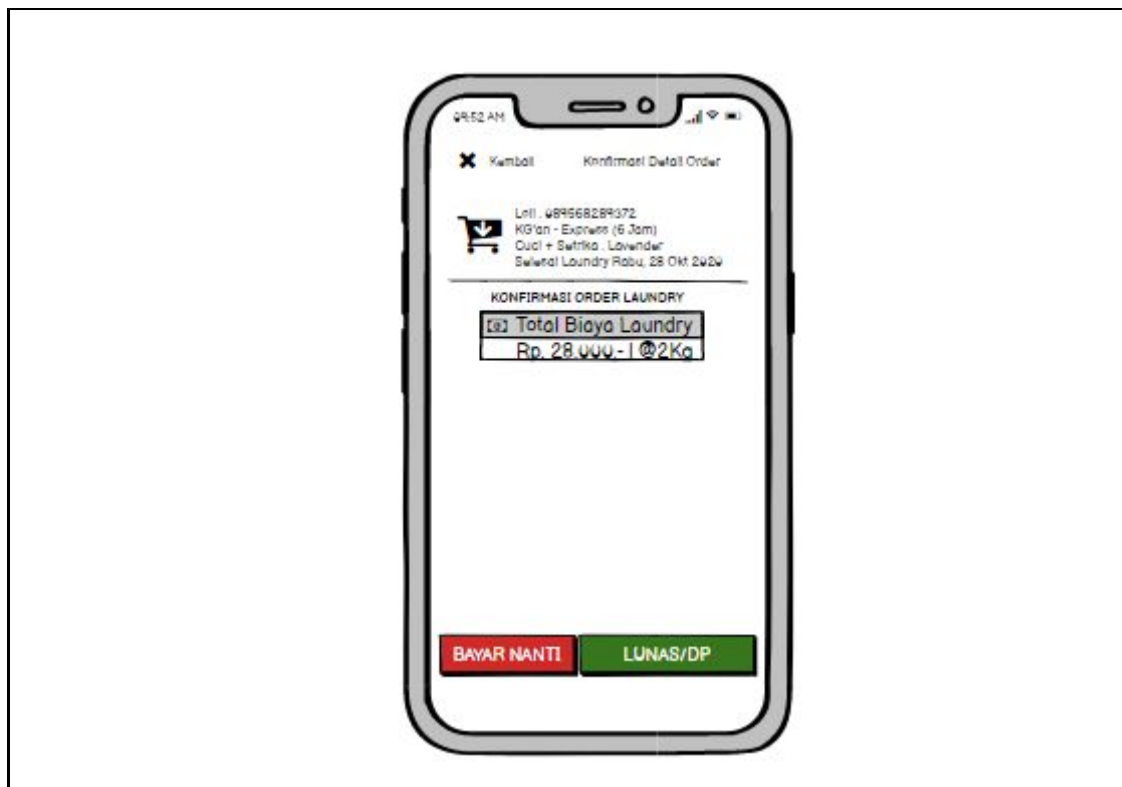 09:52 AM
Kembali Konfirmasi Detail Order
089568289372
KG'an - Express (6 Jam)
Cuci + Setrika . Lavender
Selesai Laundry Rabu, 28 Okt 2020
KONFIRMASI ORDER LAUNDRY
Total Biaya Laundry
Rp. 28.000,- | @2Kg
BAYAR NANTI LUNAS/DP